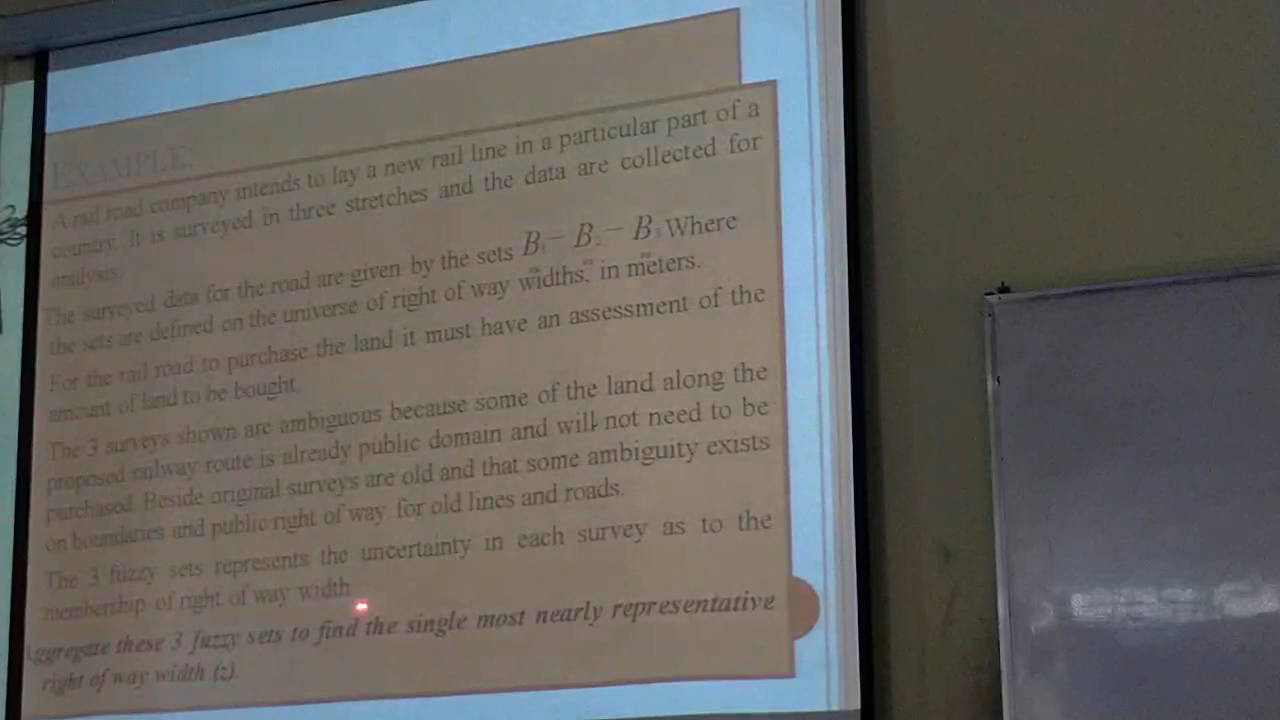 EXAMPLE:
A rail road company intends to lay a new rail line in a particular part of a
country. It is surveyed in three stretches and the data are collected for
analysis.
The surveyed data for the road are given by the sets B₁ – B₂ – B₃ Where
the sets are defined on the universe of right of way widths, in meters.
For the rail road to purchase the land it must have an assessment of the
amount of land to be bought.
The 3 surveys shown are ambiguous because some of the land along the
proposed railway route is already public domain and will not need to be
purchased. Beside original surveys are old and that some ambiguity exists
on boundaries and public right of way for old lines and roads.
The 3 fuzzy sets represents the uncertainty in each survey as to the
membership of right of way width
Aggregate these 3 fuzzy sets to find the single most nearly representative
right of way width (z).